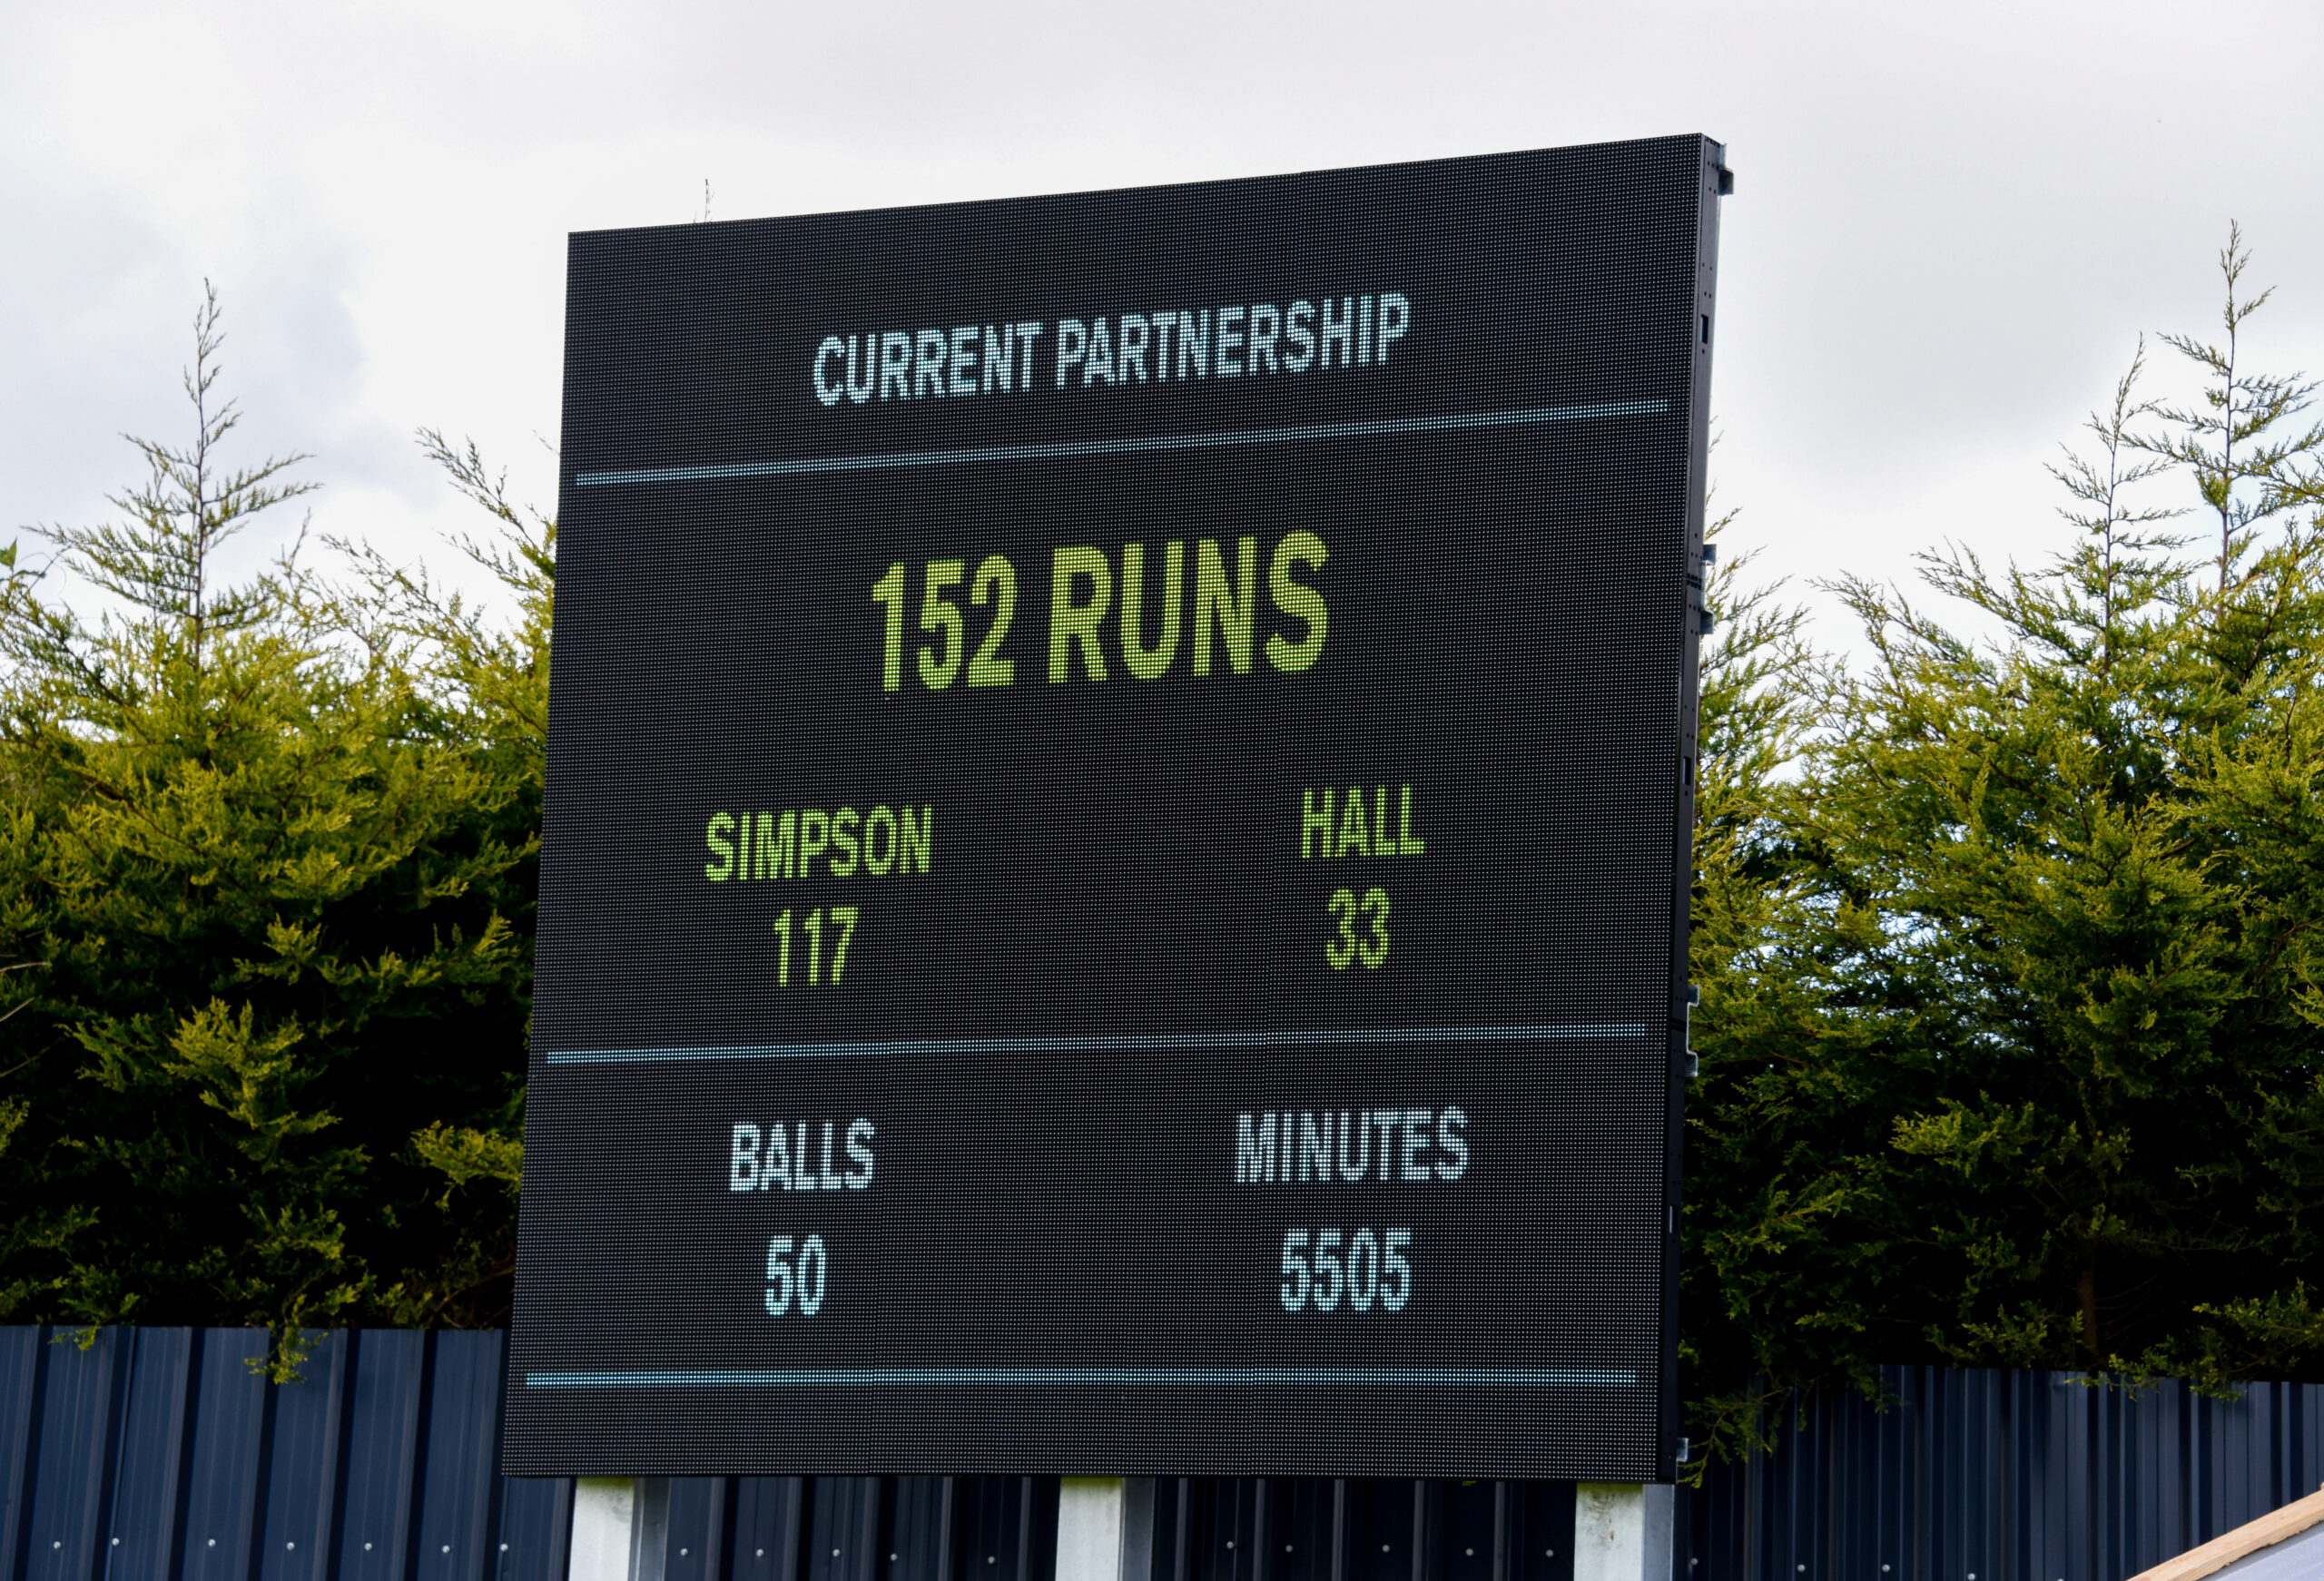 CURRENT PARTNERSHIP
152 RUNS
SIMPSON HALL
117 33
BALLS MINUTES
50 5505